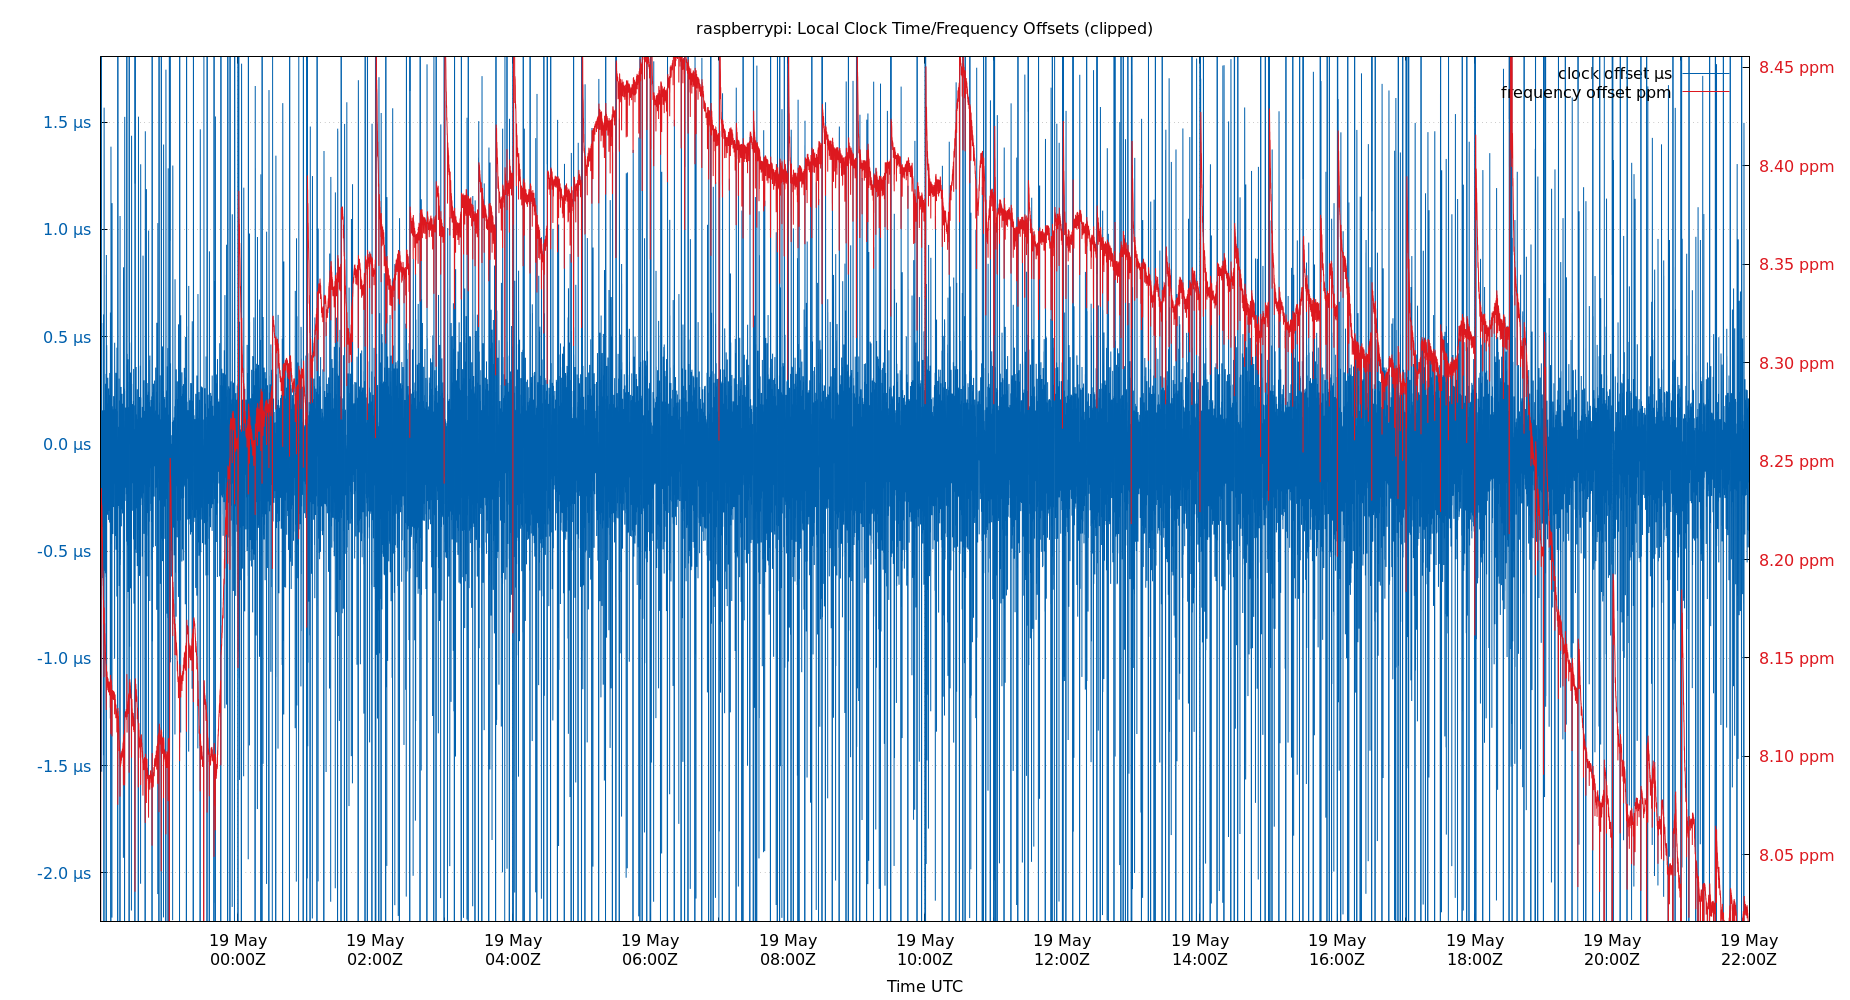 raspberrypi: Local Clock Time/Frequency Offsets (clipped)
clock offset µs
frequency offset ppm
1.5 µs
1.0 µs
0.5 µs
0.0 µs
-0.5 µs
-1.0 µs
-1.5 µs
-2.0 µs
8.45 ppm
8.40 ppm
8.35 ppm
8.30 ppm
8.25 ppm
8.20 ppm
8.15 ppm
8.10 ppm
8.05 ppm
19 May
00:00Z
19 May
02:00Z
19 May
04:00Z
19 May
06:00Z
19 May
08:00Z
19 May
10:00Z
19 May
12:00Z
19 May
14:00Z
19 May
16:00Z
19 May
18:00Z
19 May
20:00Z
19 May
22:00Z
Time UTC